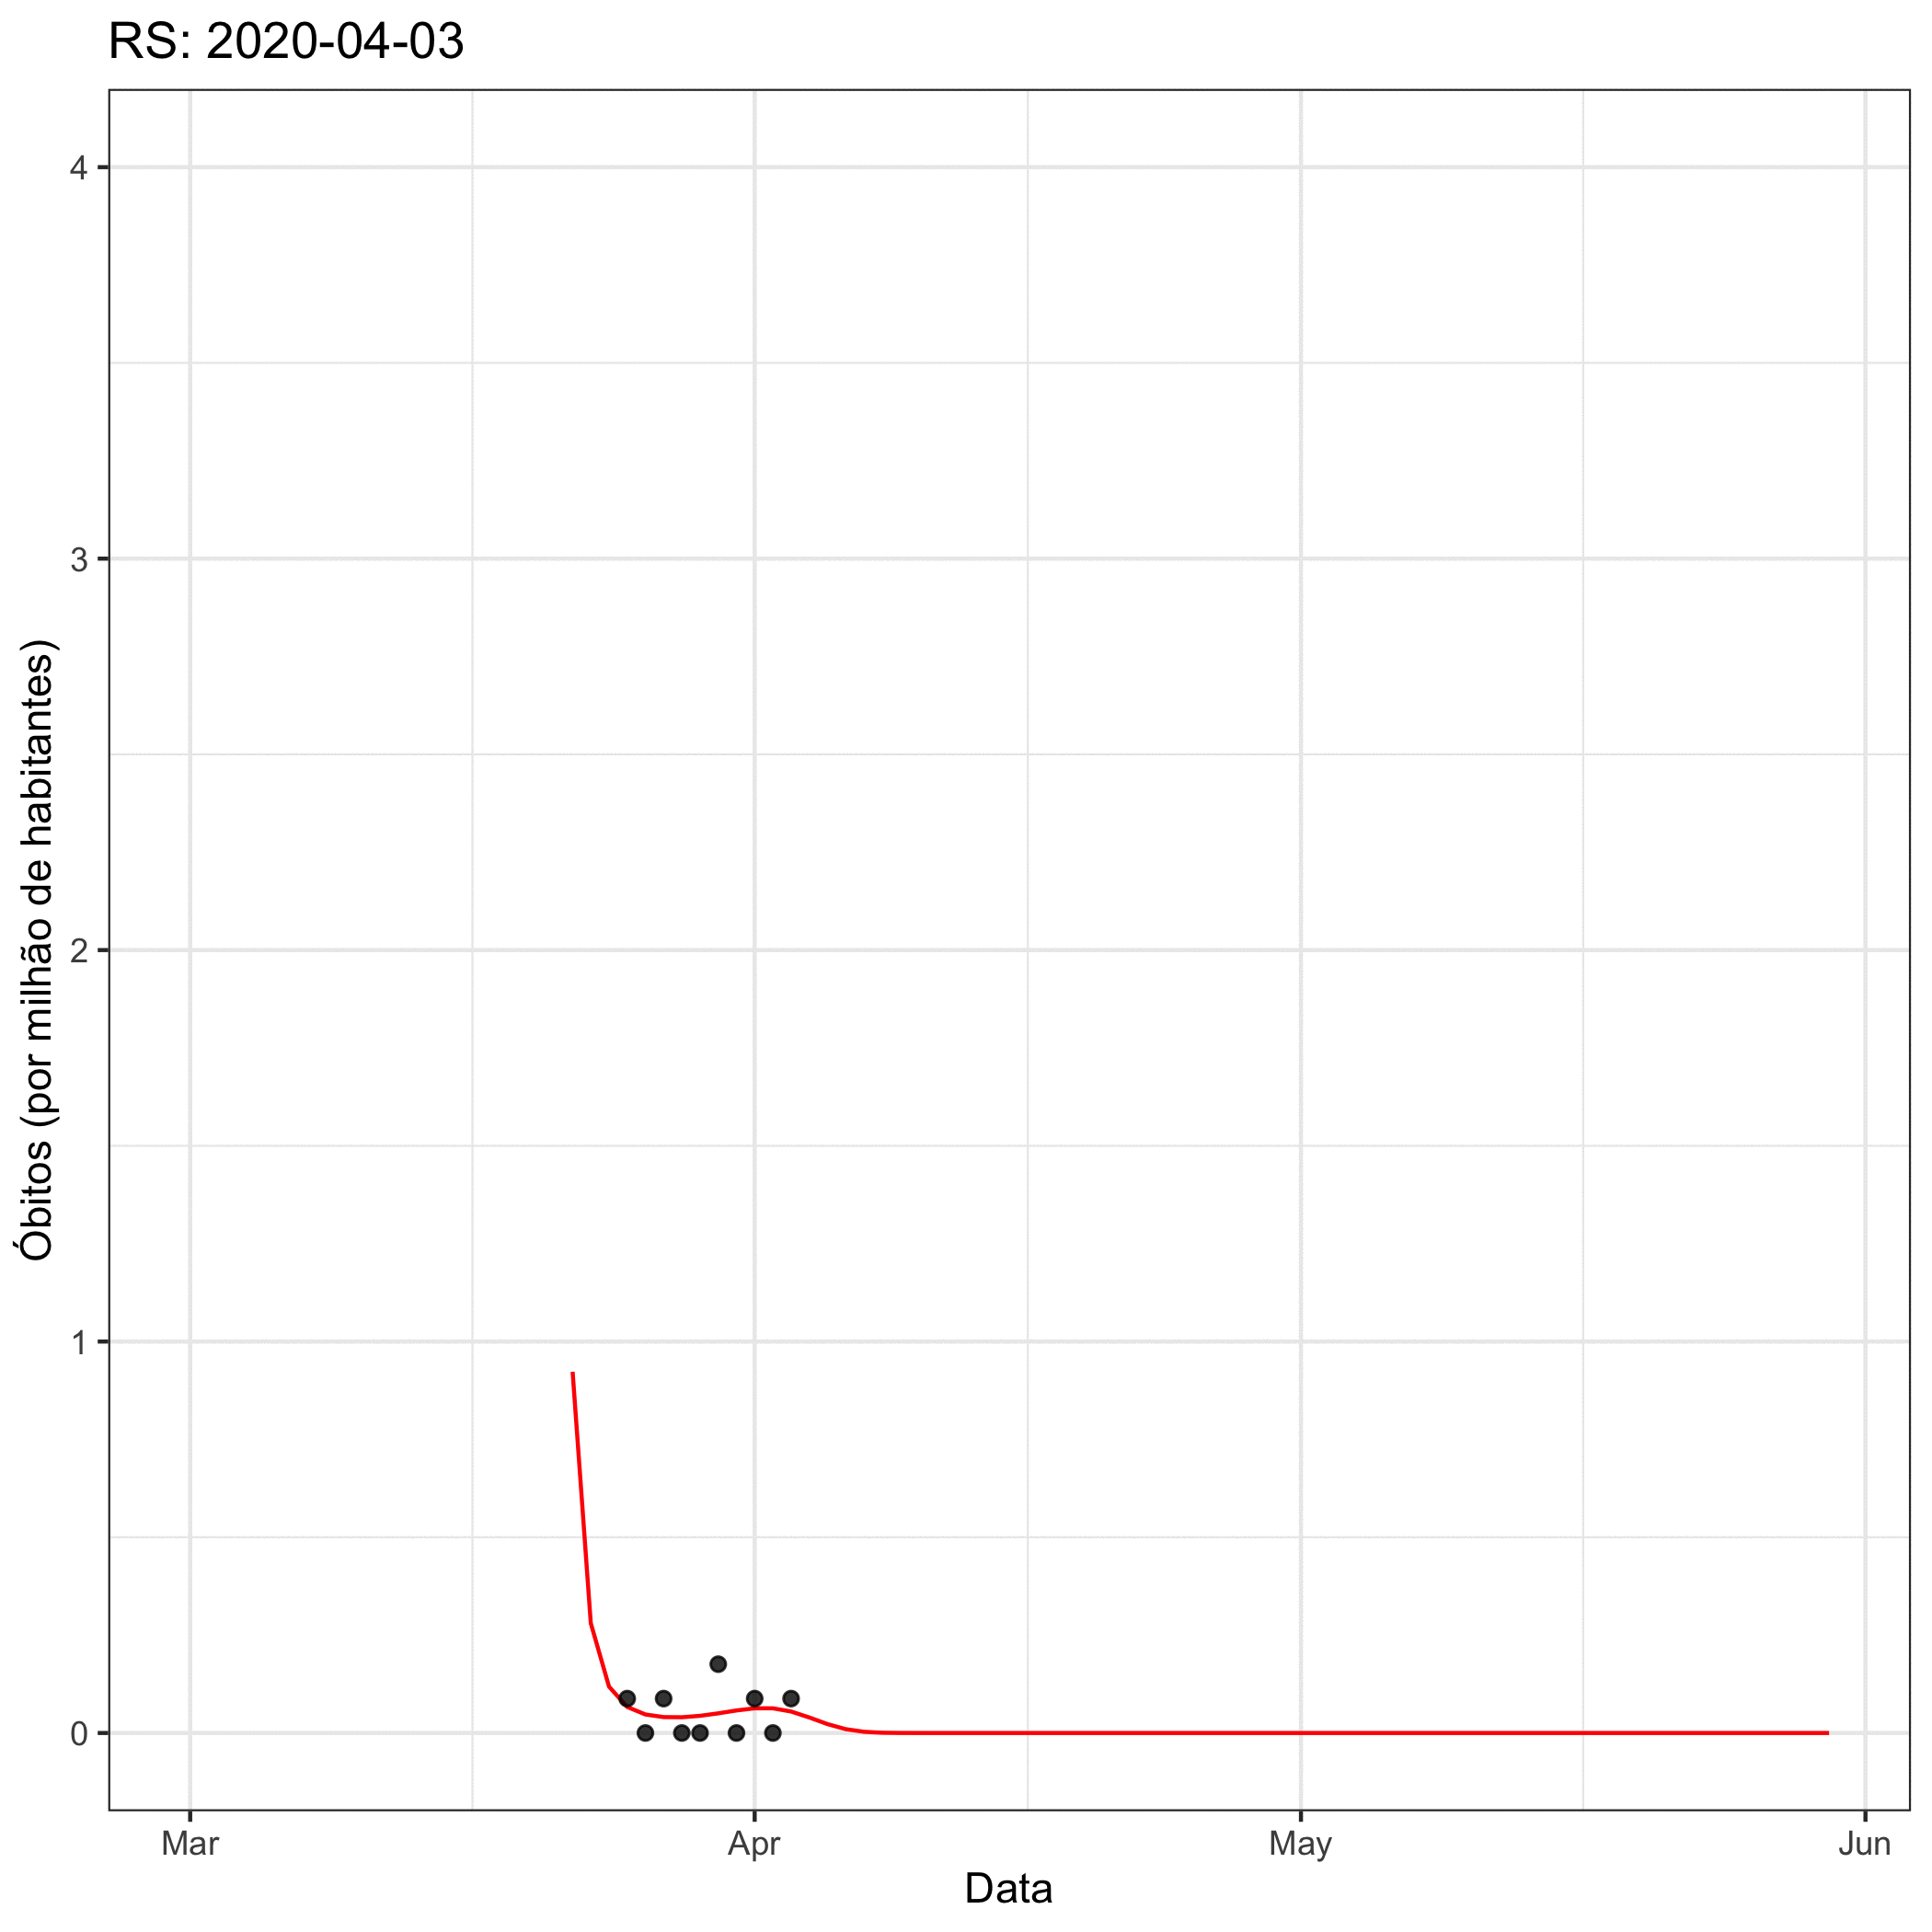 RS: 2020-04-03
Óbitos (por milhão de habitantes)
4
3
2
1
0
Mar Apr May Jun
Data